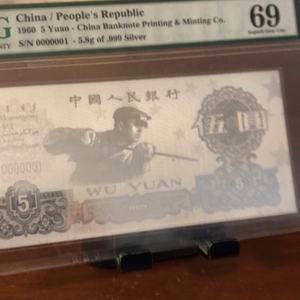 China / People's Republic
1960 5 Yuan - China Banknote Printing & Minting Co.
S/N 0000001 - 5.8g of .999 Silver
69
中國人民銀行
伍圓
0000001
WU YUAN
5
5